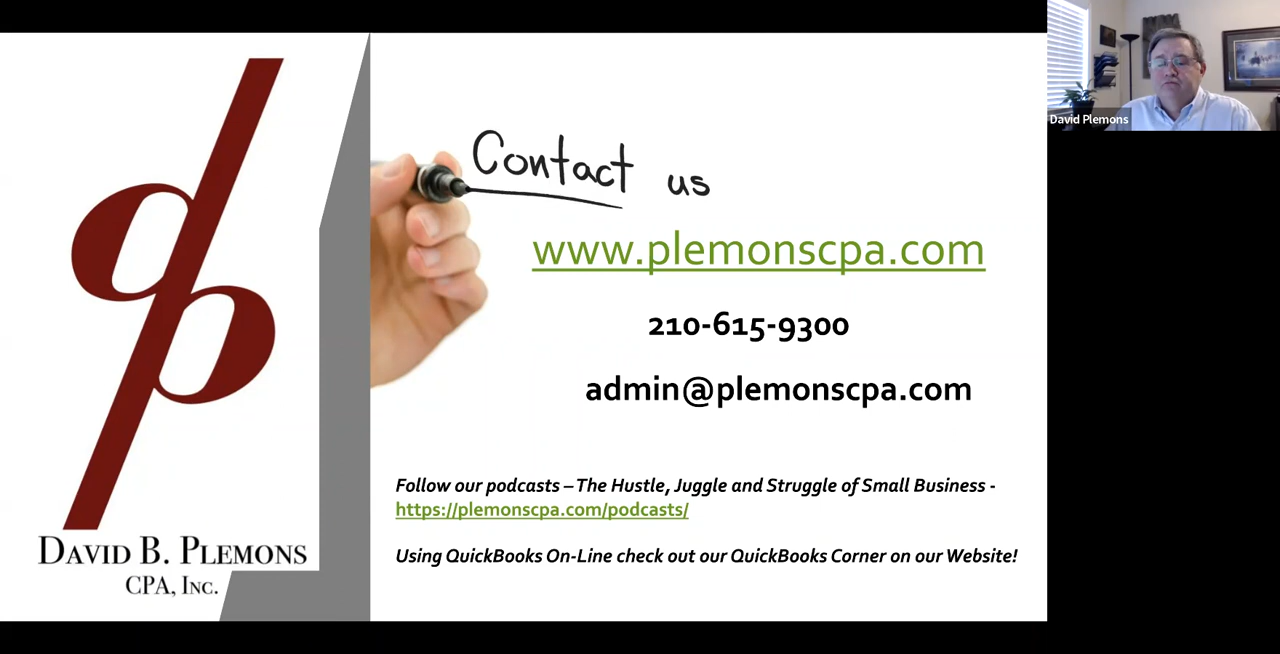 David Plemons
Contact us
www.plemonscpa.com
210-615-9300
admin@plemonscpa.com
Follow our podcasts – The Hustle, Juggle and Struggle of Small Business -
https://plemonscpa.com/podcasts/
Using QuickBooks On-Line check out our QuickBooks Corner on our Website!
dp
David B. Plemons
CPA, Inc.